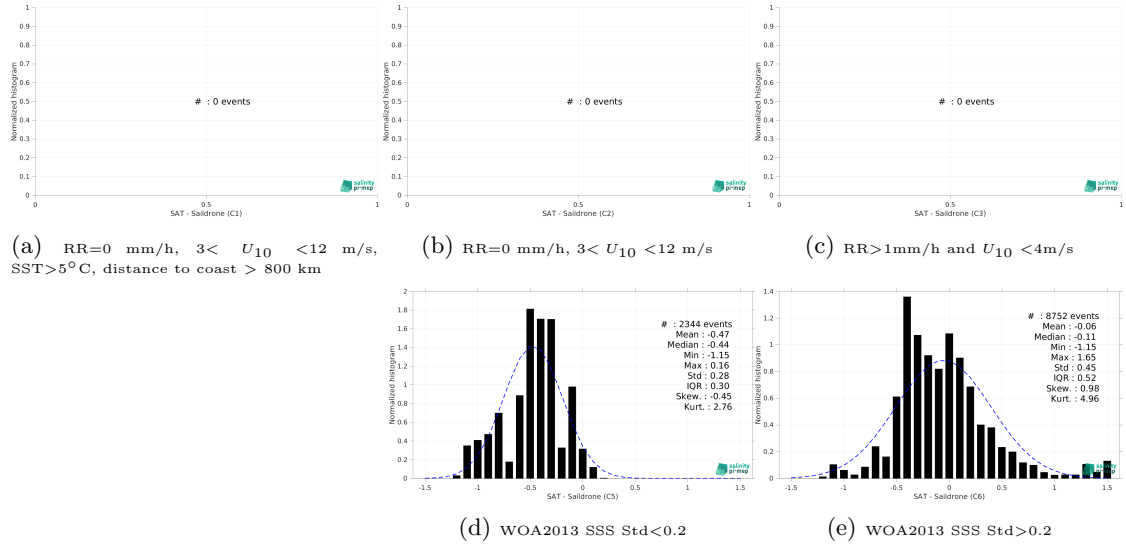 1
0.9
0.8
0.7
0.6
0.5
0.4
0.3
0.2
0.1
0
Normalized histogram
# : 0 events
salinity
pi-mep
0 0.5 1
SAT - Saildrone (C1)
(a) RR=0 mm/h, 3< U10 <12 m/s,
SST>5°C, distance to coast > 800 km
1
0.9
0.8
0.7
0.6
0.5
0.4
0.3
0.2
0.1
0
Normalized histogram
# : 0 events
salinity
pi-mep
0 0.5 1
SAT - Saildrone (C2)
(b) RR=0 mm/h, 3< U10 <12 m/s
1
0.9
0.8
0.7
0.6
0.5
0.4
0.3
0.2
0.1
0
Normalized histogram
# : 0 events
salinity
pi-mep
0 0.5 1
SAT - Saildrone (C3)
(c) RR>1mm/h and U10 <4m/s
2
1.8
1.6
1.4
1.2
1
0.8
0.6
0.4
0.2
0
Normalized histogram
# : 2344 events
Mean : -0.47
Median : -0.44
Min : -1.15
Max : 0.16
Std : 0.28
IQR : 0.30
Skew. : -0.45
Kurt. : 2.76
salinity
pi-mep
-1.5 -1 -0.5 0 0.5 1 1.5
SAT - Saildrone (C5)
(d) WOA2013 SSS Std<0.2
1.4
1.2
1
0.8
0.6
0.4
0.2
0
Normalized histogram
# : 8752 events
Mean : -0.06
Median : -0.11
Min : -1.15
Max : 1.65
Std : 0.45
IQR : 0.52
Skew. : 0.98
Kurt. : 4.96
salinity
pi-mep
-1.5 -1 -0.5 0 0.5 1 1.5
SAT - Saildrone (C6)
(e) WOA2013 SSS Std>0.2